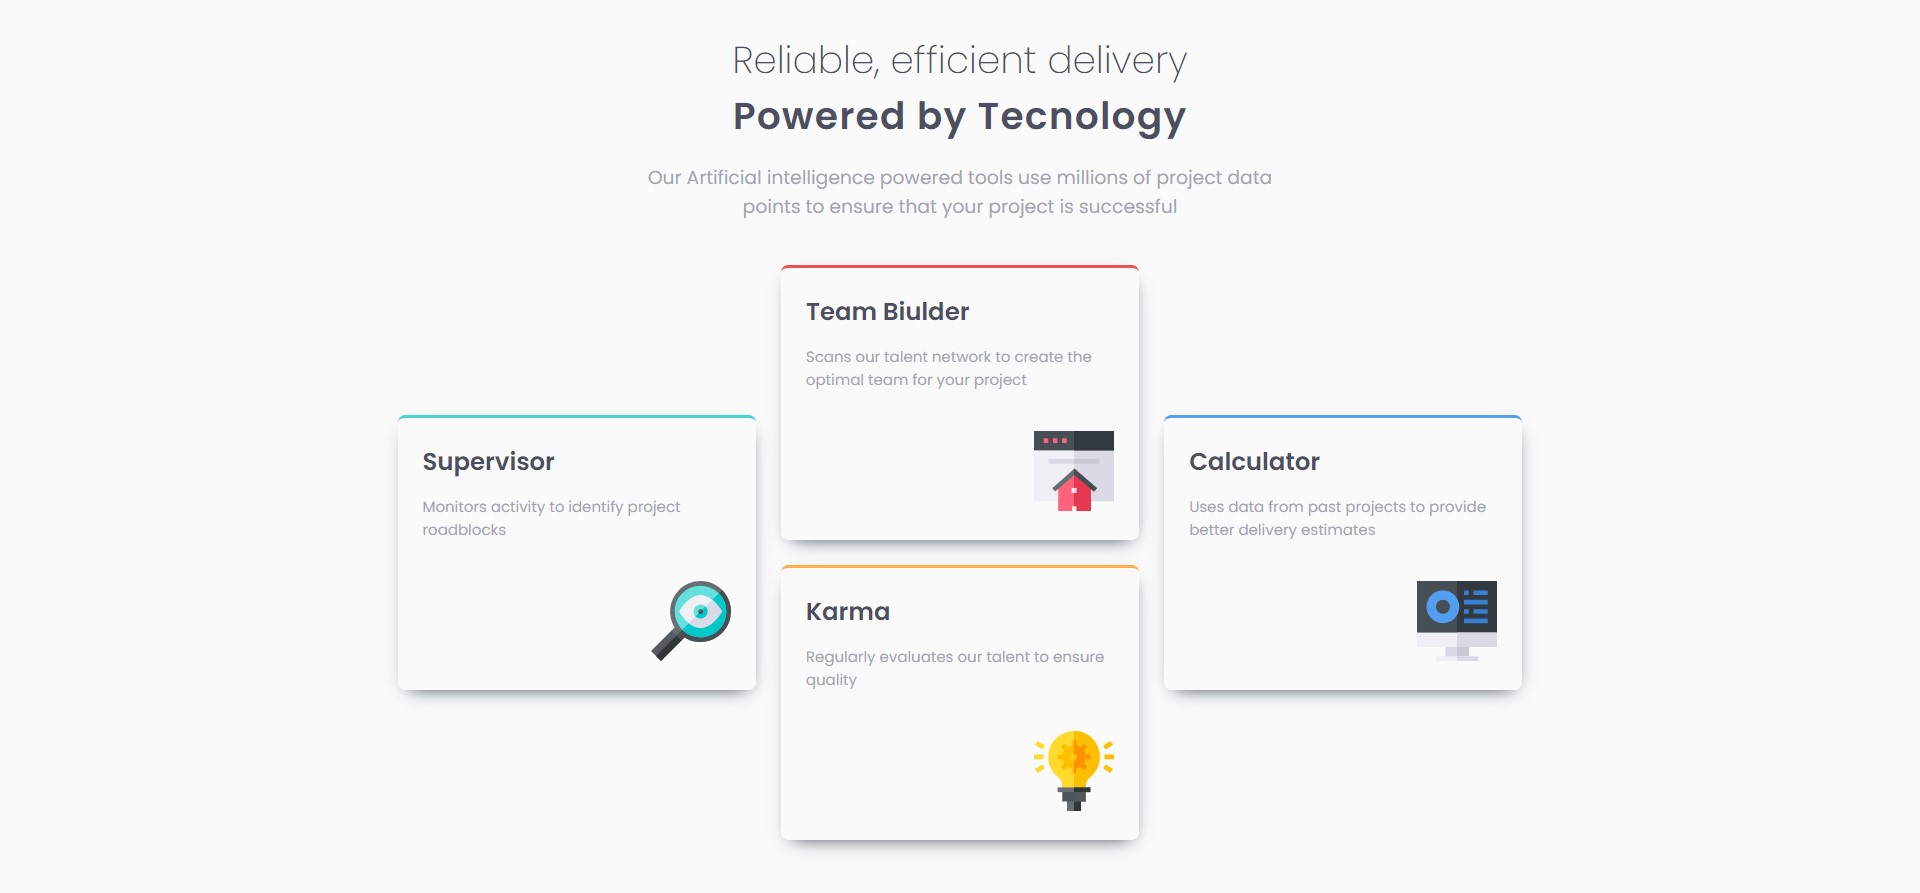 Reliable, efficient delivery
Powered by Tecnology
Our Artificial intelligence powered tools use millions of project data
points to ensure that your project is successful
Team Biulder
Scans our talent network to create the
optimal team for your project
Supervisor
Monitors activity to identify project
roadblocks
Calculator
Uses data from past projects to provide
better delivery estimates
Karma
Regularly evaluates our talent to ensure
quality